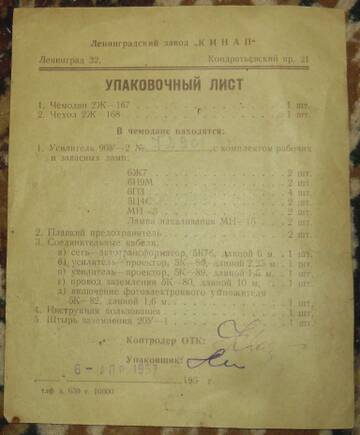 Ленинградский завод „КИНАП“
Ленинград 32, Кондратьевский пр. 21
УПАКОВОЧНЫЙ ЛИСТ
1. Чемодан 2Ж—167 1 шт.
2. Чехол 2Ж—168 1 шт.
В чемодане находятся:
1. Усилитель 90У—2 № с комплектом рабочих
и запасных ламп:
6Ж7 2 шт.
6Н9М 2 шт.
6П3 4 шт.
5Ц4С 2 шт.
МН—3 2 шт.
Лампа накаливания МН—15 2 шт.
2. Плавкий предохранитель 2 шт.
3. Соединительные кабели:
а) сеть—автотрансформатор, 5К76, длиной 6 м. 1 шт.
б) усилитель—проектор, 5К—88, длиной 2,25 м. 1 шт.
в) усилитель—проектор, 5К—89, длиной 1,5 м. 1 шт.
г) провод заземления 5К—80, длиной 10 м, 1 шт.
д) включение фотоэлектронного умножителя
5К—82, длиной 1,6 м. 1 шт.
4. Инструкция пользования 1 шт.
5. Штырь заземления 20У—1 1 шт.
Контролер ОТК:
Упаковщик:
6- АПР 1957 195 г.
т.оф з. 650 г. 10000